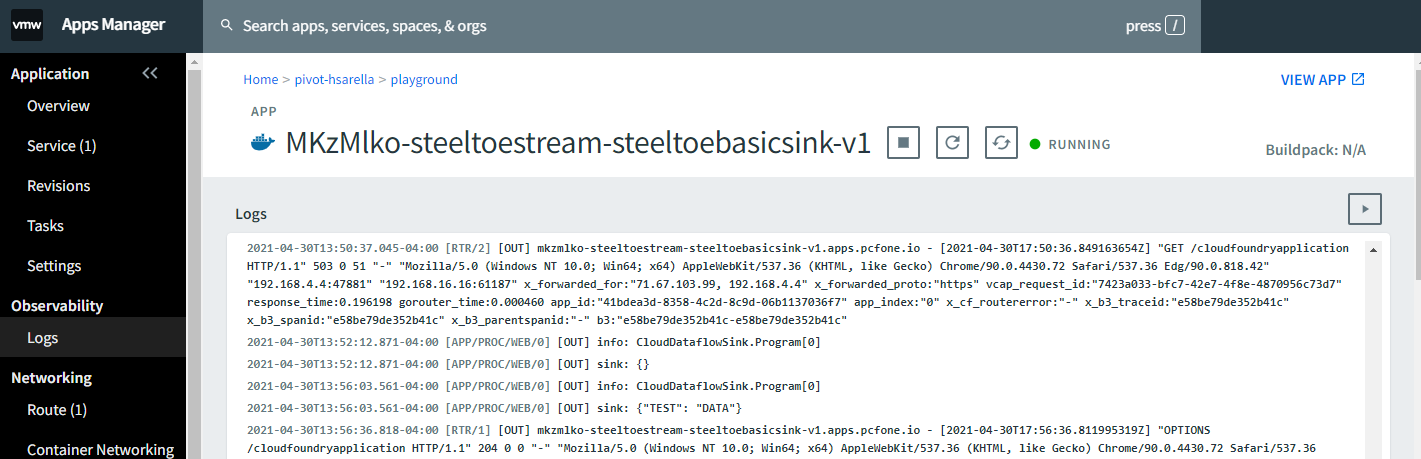 vmw Apps Manager
Search apps, services, spaces, & orgs
press /
Application
Overview
Service (1)
Revisions
Tasks
Settings
Observability
Logs
Networking
Route (1)
Container Networking
Home > pivot-hsarella > playground
VIEW APP
APP
MKzMlko-steeltoestream-steeltoebasicsink-v1
RUNNING
Buildpack: N/A
Logs
2021-04-30T13:50:37.045-04:00 [RTR/2] [OUT] mkzmlko-steeltoestream-steeltoebasicsink-v1.apps.pcfone.io - [2021-04-30T17:50:36.849163654Z] "GET /cloudfoundryapplication
HTTP/1.1" 503 0 51 "-" "Mozilla/5.0 (Windows NT 10.0; Win64; x64) AppleWebKit/537.36 (KHTML, like Gecko) Chrome/90.0.4430.72 Safari/537.36 Edg/90.0.818.42"
"192.168.4.4:47881" "192.168.16.16:61187" x_forwarded_for:"71.67.103.99, 192.168.4.4" x_forwarded_proto:"https" vcap_request_id:"7423a033-bfc7-42e7-4f8e-4870956c73d7"
response_time:0.196198 gorouter_time:0.000460 app_id:"41bdea3d-8358-4c2d-8c9d-06b1137036f7" app_index:"0" x_cf_routererror:"-" x_b3_traceid:"e58be79de352b41c"
x_b3_spanid:"e58be79de352b41c" x_b3_parentspanid:"-" b3:"e58be79de352b41c-e58be79de352b41c"
2021-04-30T13:52:12.871-04:00 [APP/PROC/WEB/0] [OUT] info: CloudDataflowSink.Program[0]
2021-04-30T13:52:12.871-04:00 [APP/PROC/WEB/0] [OUT] sink: {}
2021-04-30T13:56:03.561-04:00 [APP/PROC/WEB/0] [OUT] info: CloudDataflowSink.Program[0]
2021-04-30T13:56:03.561-04:00 [APP/PROC/WEB/0] [OUT] sink: {"TEST": "DATA"}
2021-04-30T13:56:36.818-04:00 [RTR/1] [OUT] mkzmlko-steeltoestream-steeltoebasicsink-v1.apps.pcfone.io - [2021-04-30T17:56:36.811995319Z] "OPTIONS
/cloudfoundryapplication HTTP/1.1" 204 0 0 "-" "Mozilla/5.0 (Windows NT 10.0; Win64; x64) AppleWebKit/537.36 (KHTML, like Gecko) Chrome/90.0.4430.72 Safari/537.36